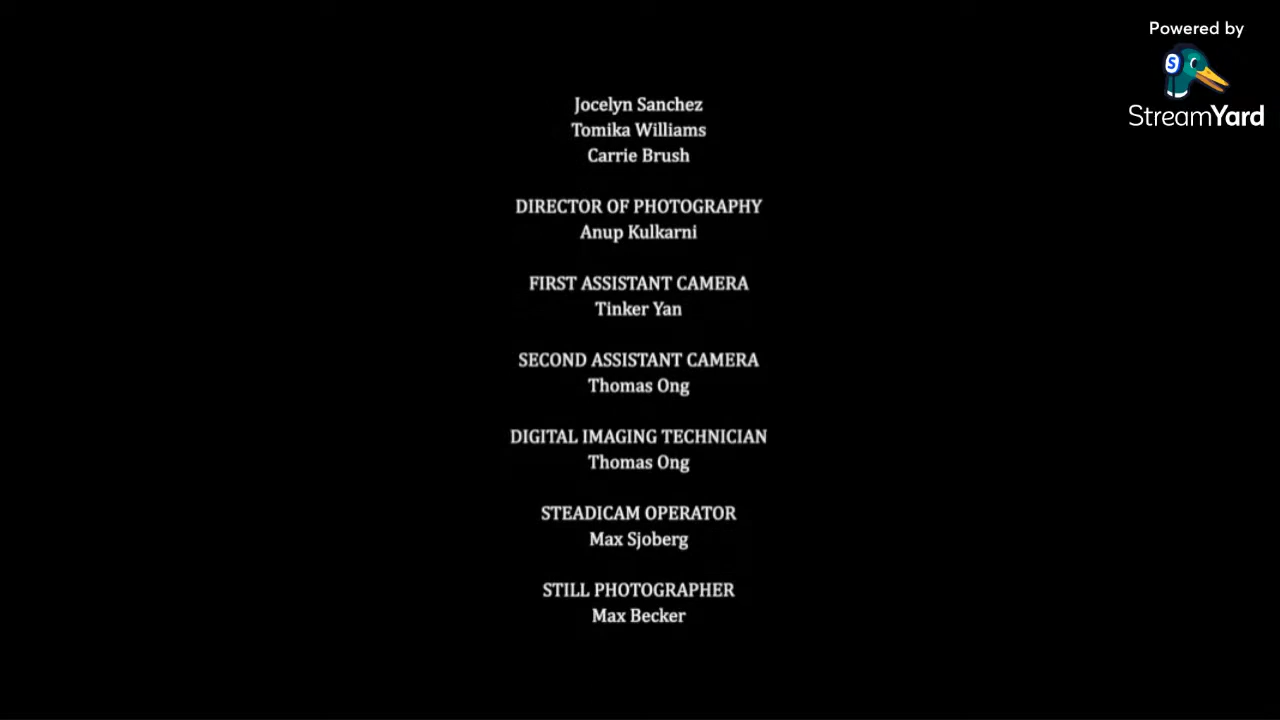 Powered by
S
StreamYard
Jocelyn Sanchez
Tomika Williams
Carrie Brush
DIRECTOR OF PHOTOGRAPHY
Anup Kulkarni
FIRST ASSISTANT CAMERA
Tinker Yan
SECOND ASSISTANT CAMERA
Thomas Ong
DIGITAL IMAGING TECHNICIAN
Thomas Ong
STEADICAM OPERATOR
Max Sjoberg
STILL PHOTOGRAPHER
Max Becker